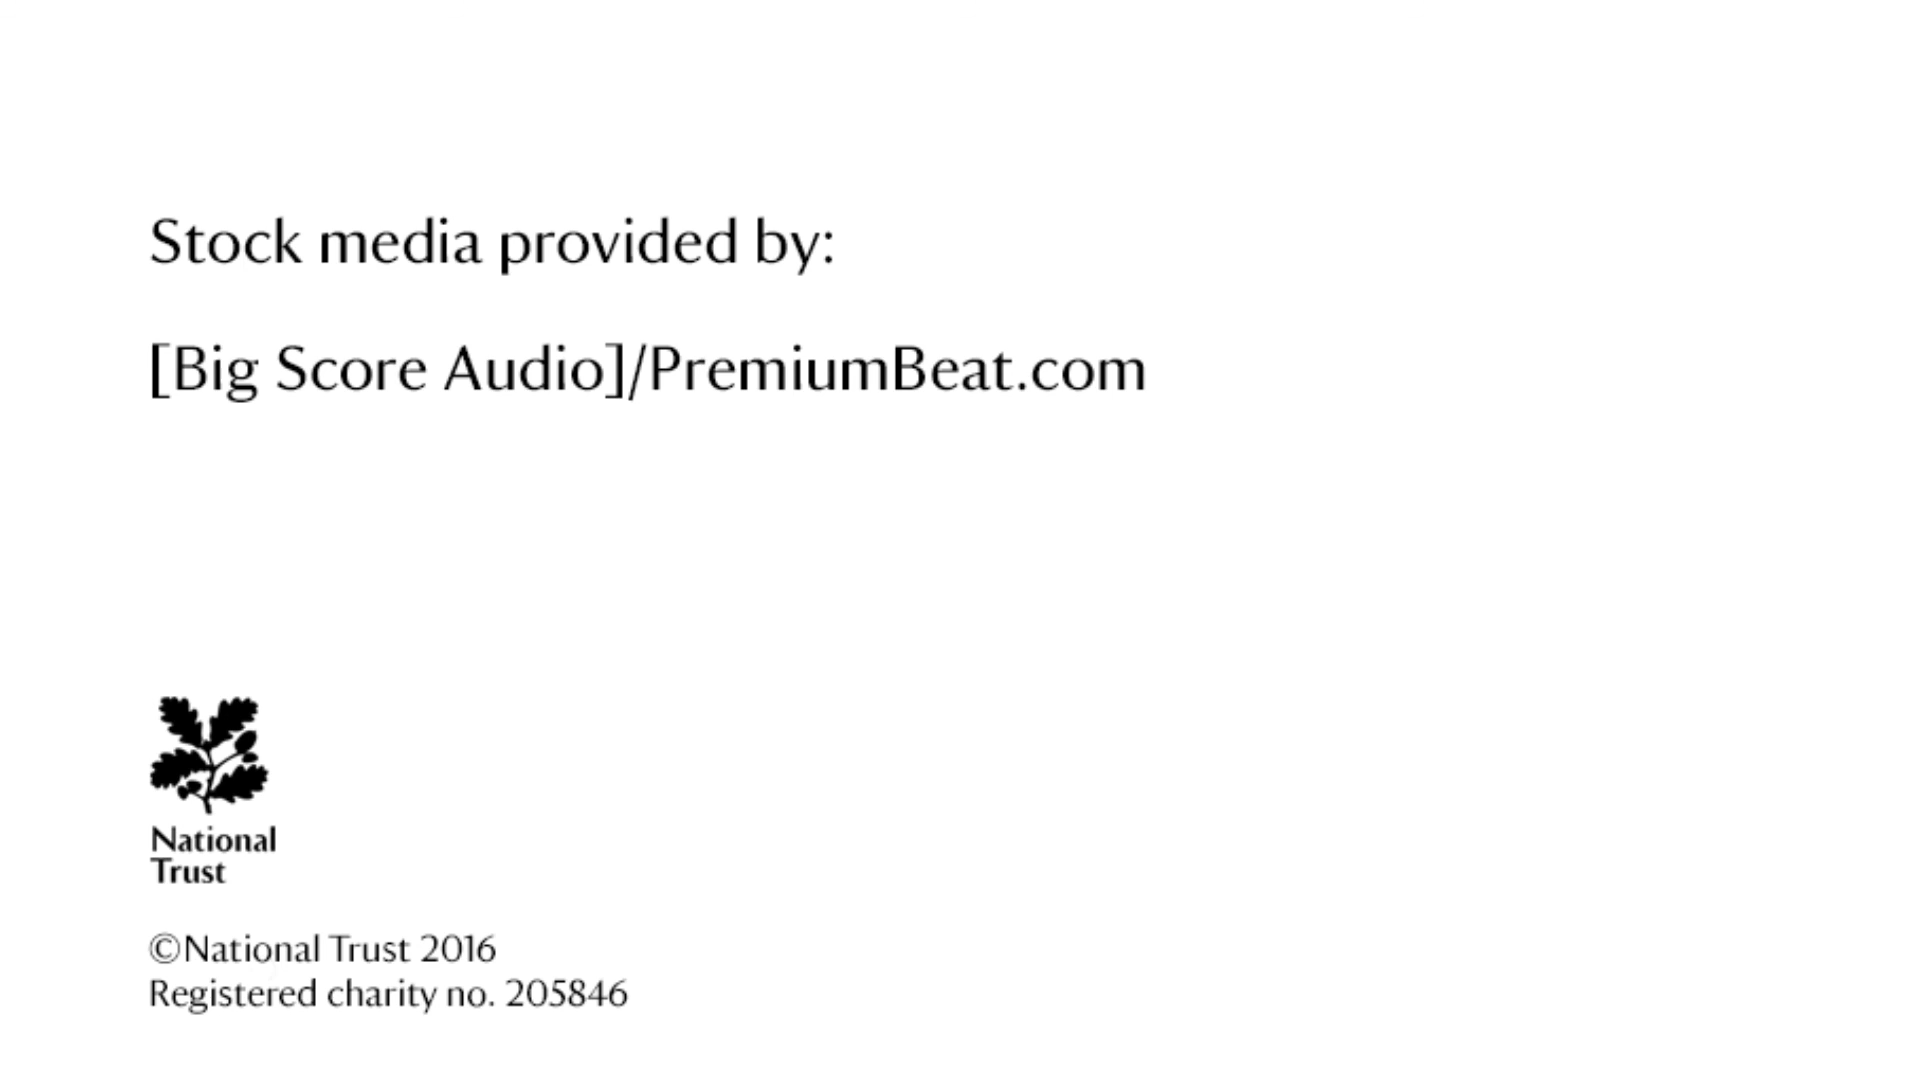 Stock media provided by:
[Big Score Audio]/PremiumBeat.com
National
Trust
©National Trust 2016
Registered charity no. 205846